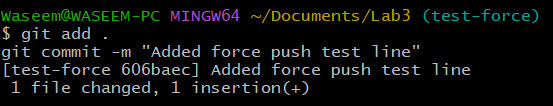 Waseem@WASEEM-PC MINGW64 ~/Documents/Lab3 (test-force)
$ git add .
git commit -m "Added force push test line"
[test-force 606baec] Added force push test line
 1 file changed, 1 insertion(+)